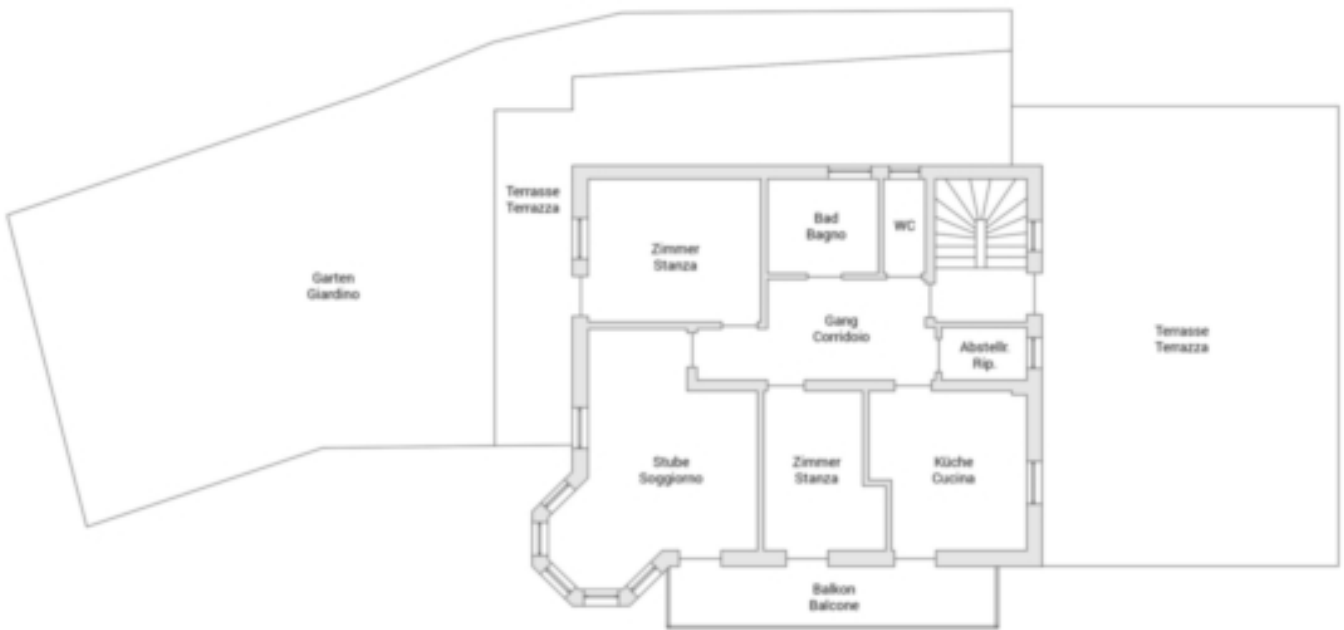 Terrasse
Terrazza
Bad
Bagno
WC
Zimmer
Stanza
Garten
Giardino
Gang
Corridoio
Terrasse
Terrazza
Abstellr.
Rip.
Stube
Soggiorno
Zimmer
Stanza
Küche
Cucina
Balkon
Balcone